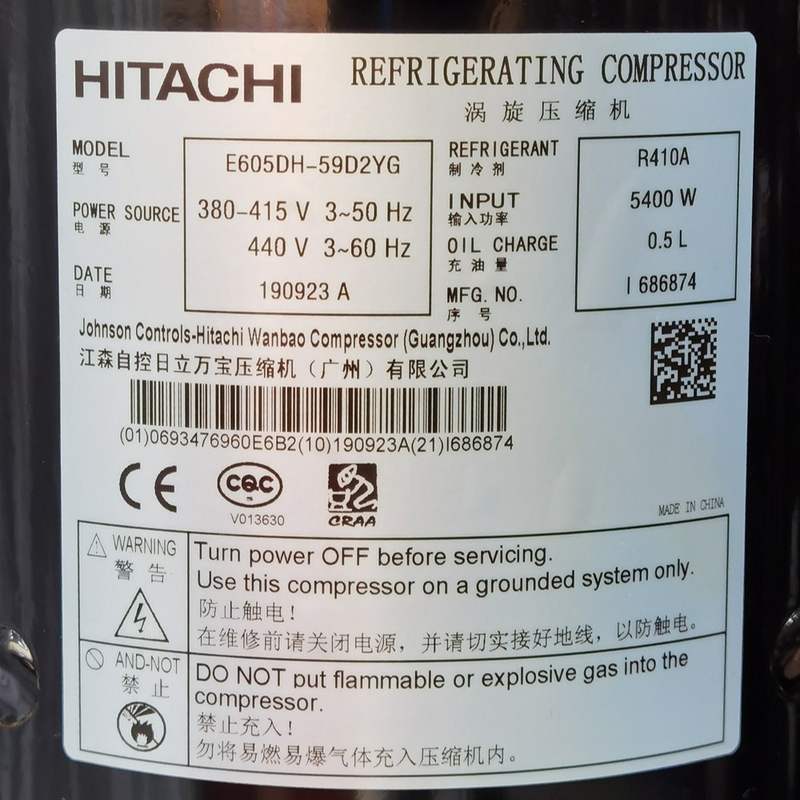 HITACHI REFRIGERATING COMPRESSOR
涡旋压缩机
MODEL E605DH-59D2YG
型号
POWER SOURCE 380-415 V 3~50 Hz
电源 440 V 3~60 Hz
DATE 190923 A
日期
REFRIGERANT R410A
制冷剂
INPUT 5400 W
输入功率
OIL CHARGE 0.5 L
充油量
MFG. NO. I 686874
序号
Johnson Controls-Hitachi Wanbao Compressor (Guangzhou) Co.,Ltd.
江森自控日立万宝压缩机（广州）有限公司
(01)0693476960E6B2(10)190923A(21)I686874
CE CQC CRAA
V013630
MADE IN CHINA
WARNING
警告
Turn power OFF before servicing.
Use this compressor on a grounded system only.
防止触电！
在维修前请关闭电源，并请切实接好地线，以防触电。
AND-NOT
禁止
DO NOT put flammable or explosive gas into the
compressor.
禁止充入！
勿将易燃易爆气体充入压缩机内。